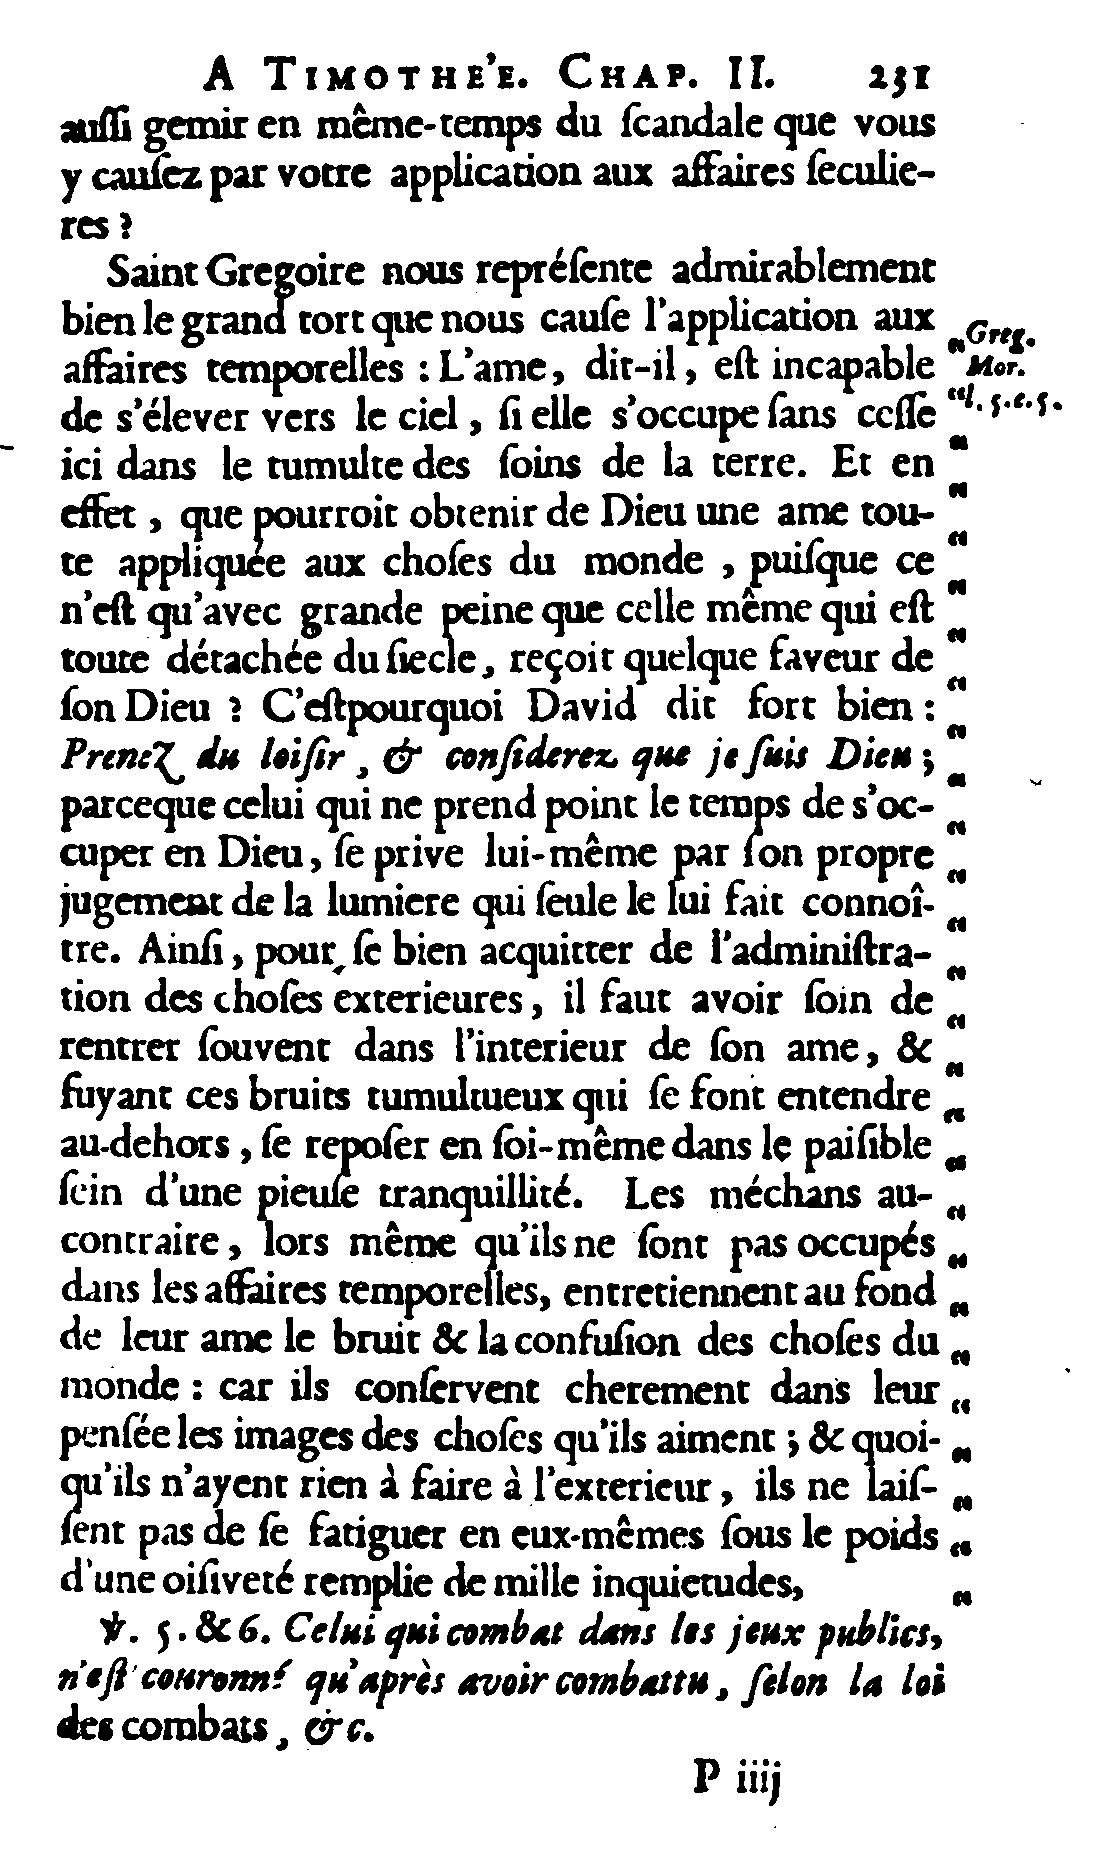 A TIMOTHE'E. CHAP. II. 231
auſſi gemir en même-temps du ſcandale que vous
y cauſez par votre application aux affaires ſeculie-
res ?
Saint Gregoire nous repréſente admirablement
bien le grand tort que nous cauſe l'application aux
affaires temporelles : L'ame, dit-il, eſt incapable
de s'élever vers le ciel, ſi elle s'occupe ſans ceſſe
ici dans le tumulte des ſoins de la terre. Et en
effet, que pourroit obtenir de Dieu une ame tou-
te appliquée aux choſes du monde, puiſque ce
n'eſt qu'avec grande peine que celle même qui eſt
toute détachée du ſiecle, reçoit quelque faveur de
ſon Dieu ? C'eſtpourquoi David dit fort bien :
Prenez du loiſir, & conſiderez que je ſuis Dieu ;
parceque celui qui ne prend point le temps de s'oc-
cuper en Dieu, ſe prive lui-même par ſon propre
jugement de la lumiere qui ſeule le lui fait connoî-
tre. Ainſi, pour ſe bien acquitter de l'adminiſtra-
tion des choſes exterieures, il faut avoir ſoin de
rentrer ſouvent dans l'interieur de ſon ame, &
fuyant ces bruits tumultueux qui ſe font entendre
au-dehors, ſe repoſer en ſoi-même dans le paiſible
ſein d'une pieuſe tranquillité. Les méchans au-
contraire, lors même qu'ils ne ſont pas occupés
dans les affaires temporelles, entretiennent au fond
de leur ame le bruit & la confuſion des choſes du
monde : car ils conſervent cherement dans leur
penſée les images des choſes qu'ils aiment ; & quoi-
qu'ils n'ayent rien à faire à l'exterieur, ils ne laiſ-
ſent pas de ſe fatiguer en eux-mêmes ſous le poids
d'une oiſiveté remplie de mille inquietudes,
℣. 5. & 6. Celui qui combat dans les jeux publics,
n'eſt couronné qu'après avoir combattu, ſelon la loi
des combats, &c.
P iiij
„Greg.
Mor.
“l. 5. c. 5.